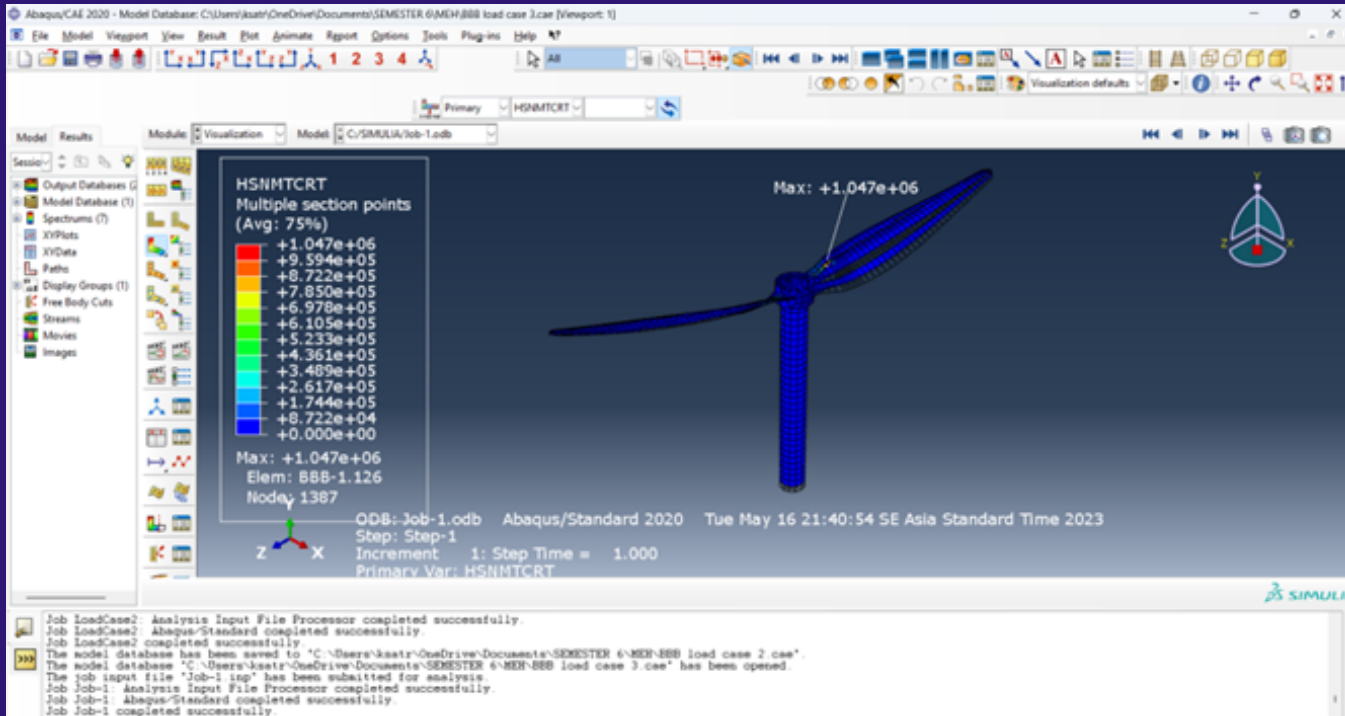 Abaqus/CAE 2020 - Model Database: C:\Users\ksatr\OneDrive\Documents\SEMESTER 6\MEH\BBB load case 3.cae [Viewport: 1]
File Model Viewport View Result Plot Animate Report Options Tools Plug-ins Help
1 2 3 4 All
Visualization defaults
Primary HSNMTCRT
Model Results Module: Visualization Model: C:/SIMULIA/Job-1.odb
Sessio
Output Databases (2
Model Database (1)
Spectrums (7)
XYPlots
XYData
Paths
Display Groups (1)
Free Body Cuts
Streams
Movies
Images
HSNMTCRT
Multiple section points
(Avg: 75%)
+1.047e+06
+9.594e+05
+8.722e+05
+7.850e+05
+6.978e+05
+6.105e+05
+5.233e+05
+4.361e+05
+3.489e+05
+2.617e+05
+1.744e+05
+8.722e+04
+0.000e+00
Max: +1.047e+06
Elem: BBB-1.126
Node: 1387
Max: +1.047e+06
Y
Z X
Y
Z X
ODB: Job-1.odb Abaqus/Standard 2020 Tue May 16 21:40:54 SE Asia Standard Time 2023
Step: Step-1
Increment 1: Step Time = 1.000
Primary Var: HSNMTCRT
SIMULI
Job LoadCase2: Analysis Input File Processor completed successfully.
Job LoadCase2: Abaqus/Standard completed successfully.
Job LoadCase2 completed successfully.
The model database has been saved to "C:\Users\ksatr\OneDrive\Documents\SEMESTER 6\MEH\BBB load case 2.cae".
The model database "C:\Users\ksatr\OneDrive\Documents\SEMESTER 6\MEH\BBB load case 3.cae" has been opened.
The job input file "Job-1.inp" has been submitted for analysis.
Job Job-1: Analysis Input File Processor completed successfully.
Job Job-1: Abaqus/Standard completed successfully.
Job Job-1 completed successfully.